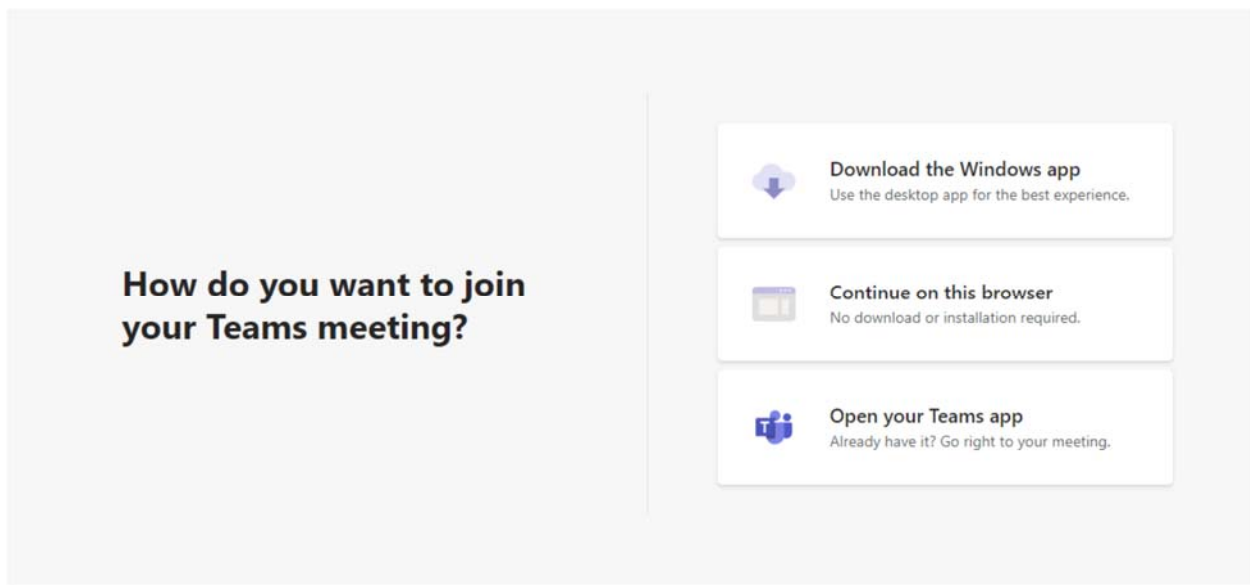 How do you want to join
your Teams meeting?
Download the Windows app
Use the desktop app for the best experience.
Continue on this browser
No download or installation required.
T
Open your Teams app
Already have it? Go right to your meeting.